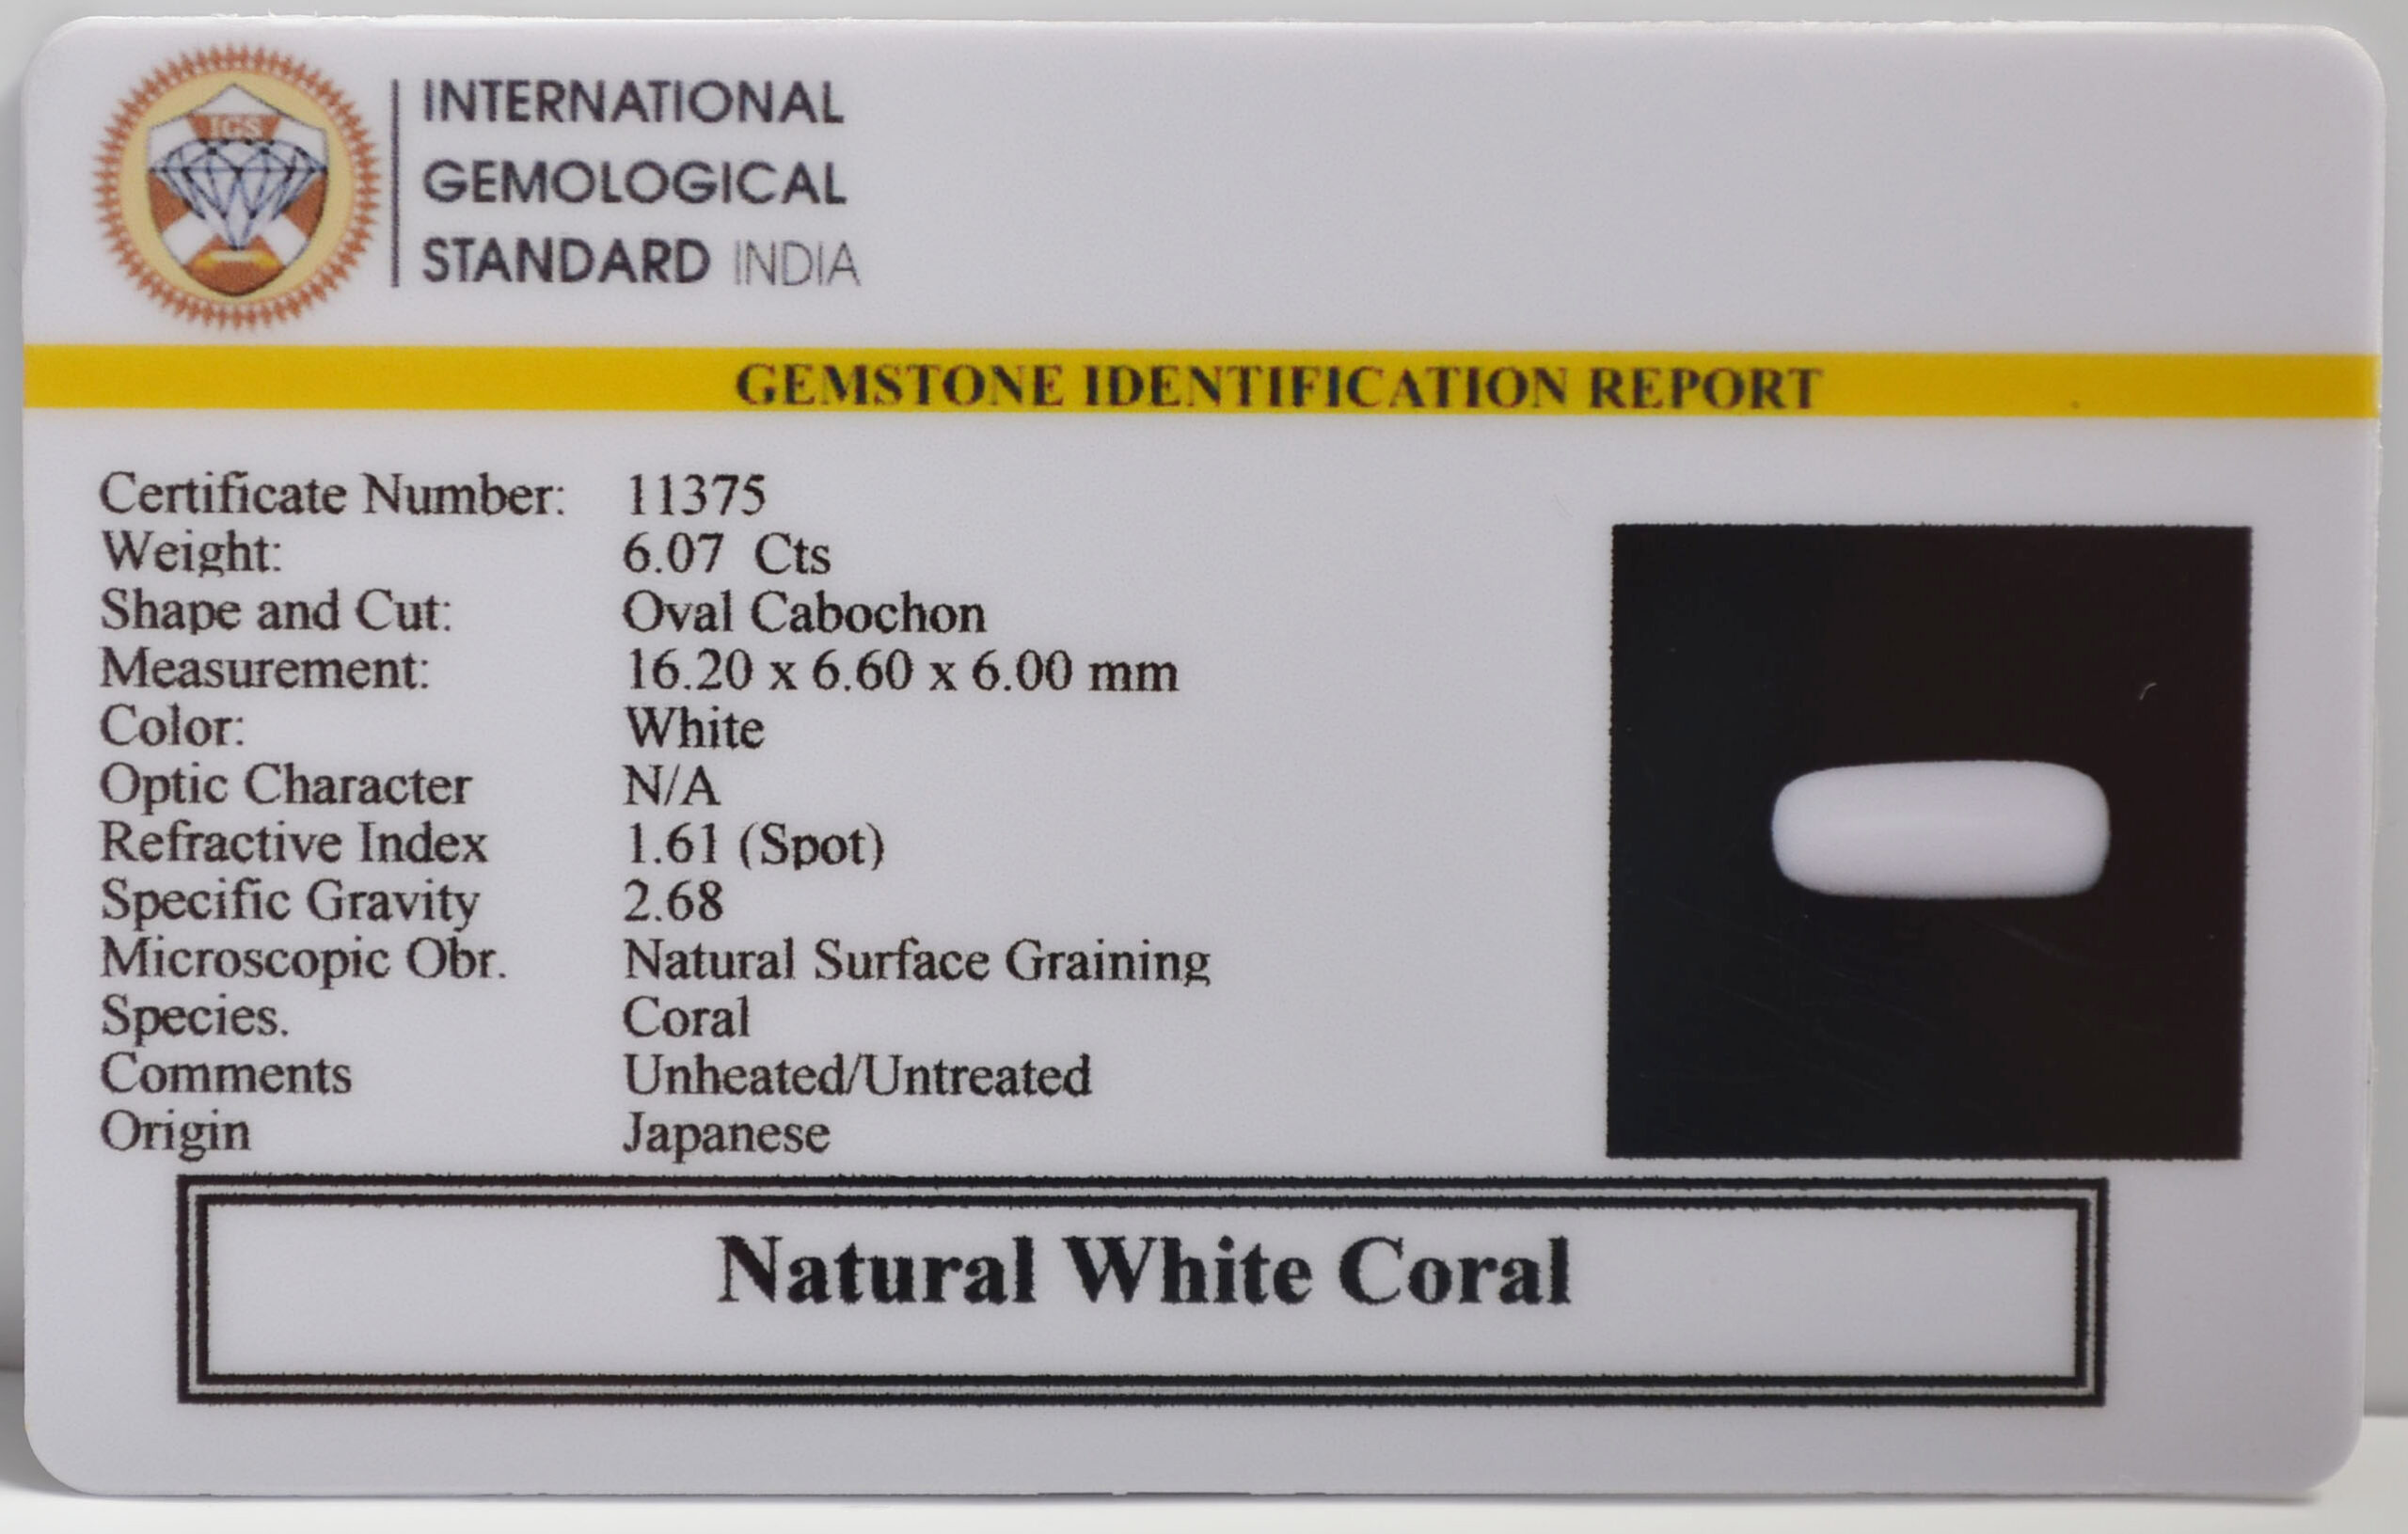 IGS
INTERNATIONAL
GEMOLOGICAL
STANDARD INDIA
GEMSTONE IDENTIFICATION REPORT
Certificate Number: 11375
Weight: 6.07 Cts
Shape and Cut: Oval Cabochon
Measurement: 16.20 x 6.60 x 6.00 mm
Color: White
Optic Character N/A
Refractive Index 1.61 (Spot)
Specific Gravity 2.68
Microscopic Obr. Natural Surface Graining
Species. Coral
Comments Unheated/Untreated
Origin Japanese
Natural White Coral